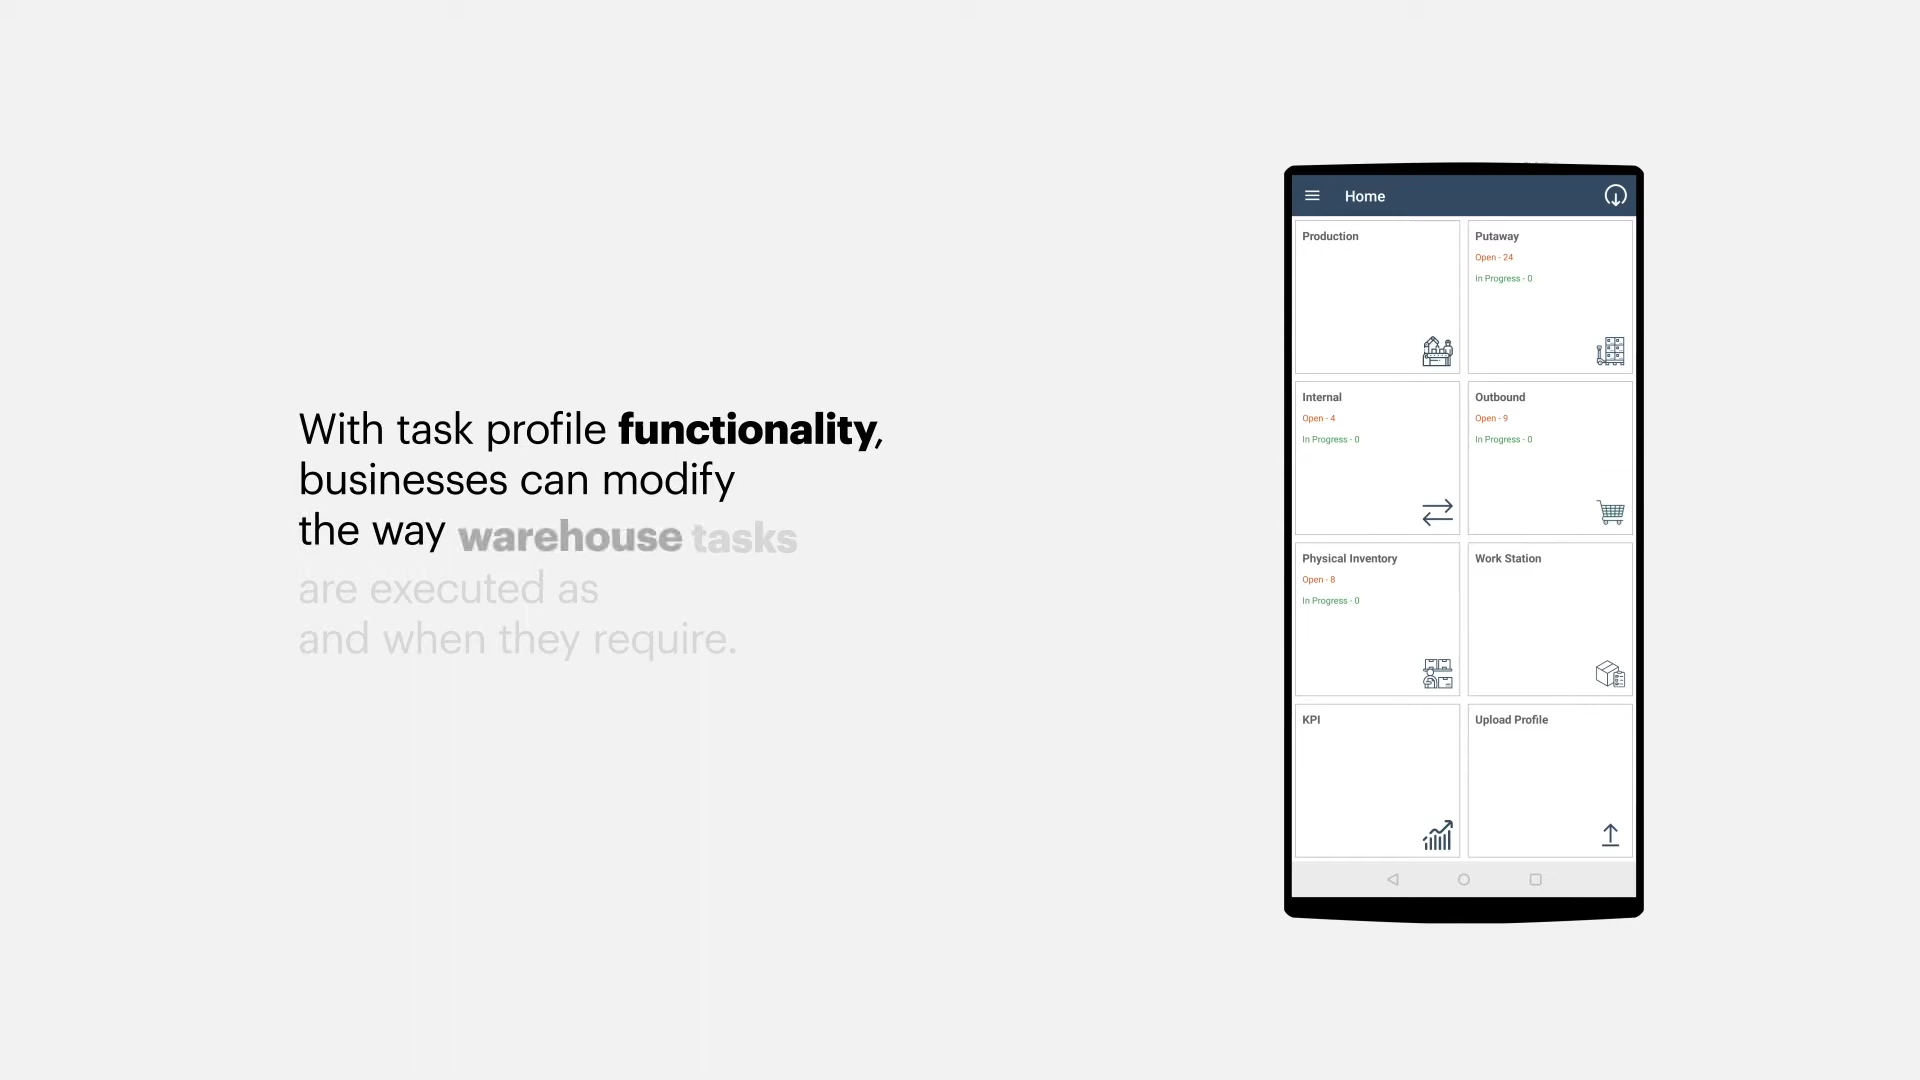 With task profile functionality,
businesses can modify
the way warehouse tasks
are executed as
and when they require.
Home
Production
Putaway
Open - 24
In Progress - 0
Internal
Open - 4
In Progress - 0
Outbound
Open - 9
In Progress - 0
Physical Inventory
Open - 8
In Progress - 0
Work Station
KPI
Upload Profile